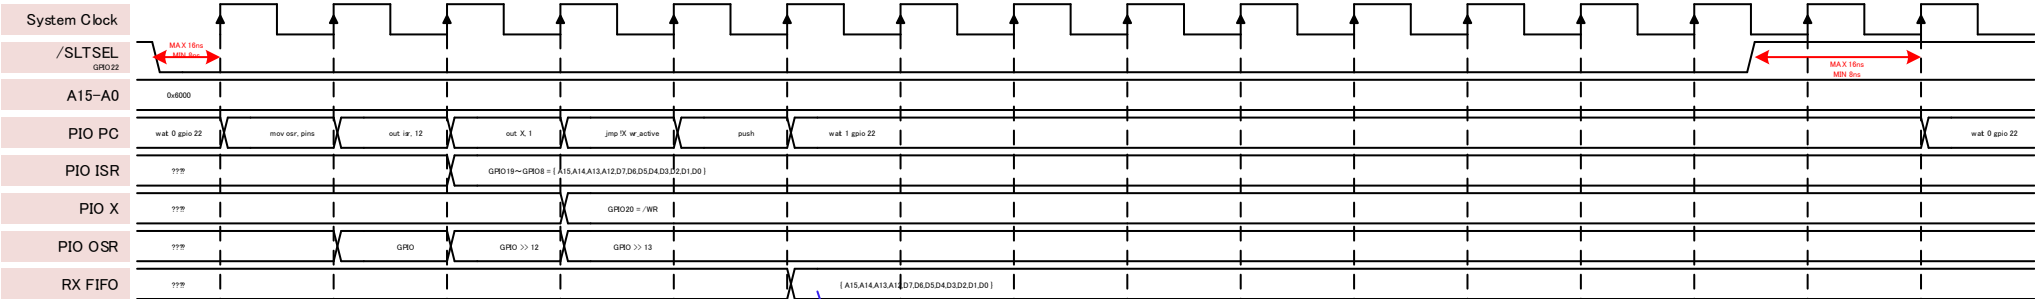 System Clock
/SLTSEL
GPIO22
MAX 16ns
MIN 8ns
MAX 16ns
MIN 8ns
A15-A0
0x6000
PIO PC
wait 0 gpio 22
mov osr, pins
out isr, 12
out X, 1
jmp !X wr_active
push
wait 1 gpio 22
wait 0 gpio 22
PIO ISR
????
GPIO19~GPIO8 = { A15,A14,A13,A12,D7,D6,D5,D4,D3,D2,D1,D0 }
PIO X
????
GPIO20 = /WR
PIO OSR
????
GPIO
GPIO >> 12
GPIO >> 13
RX FIFO
????
{ A15,A14,A13,A12,D7,D6,D5,D4,D3,D2,D1,D0 }